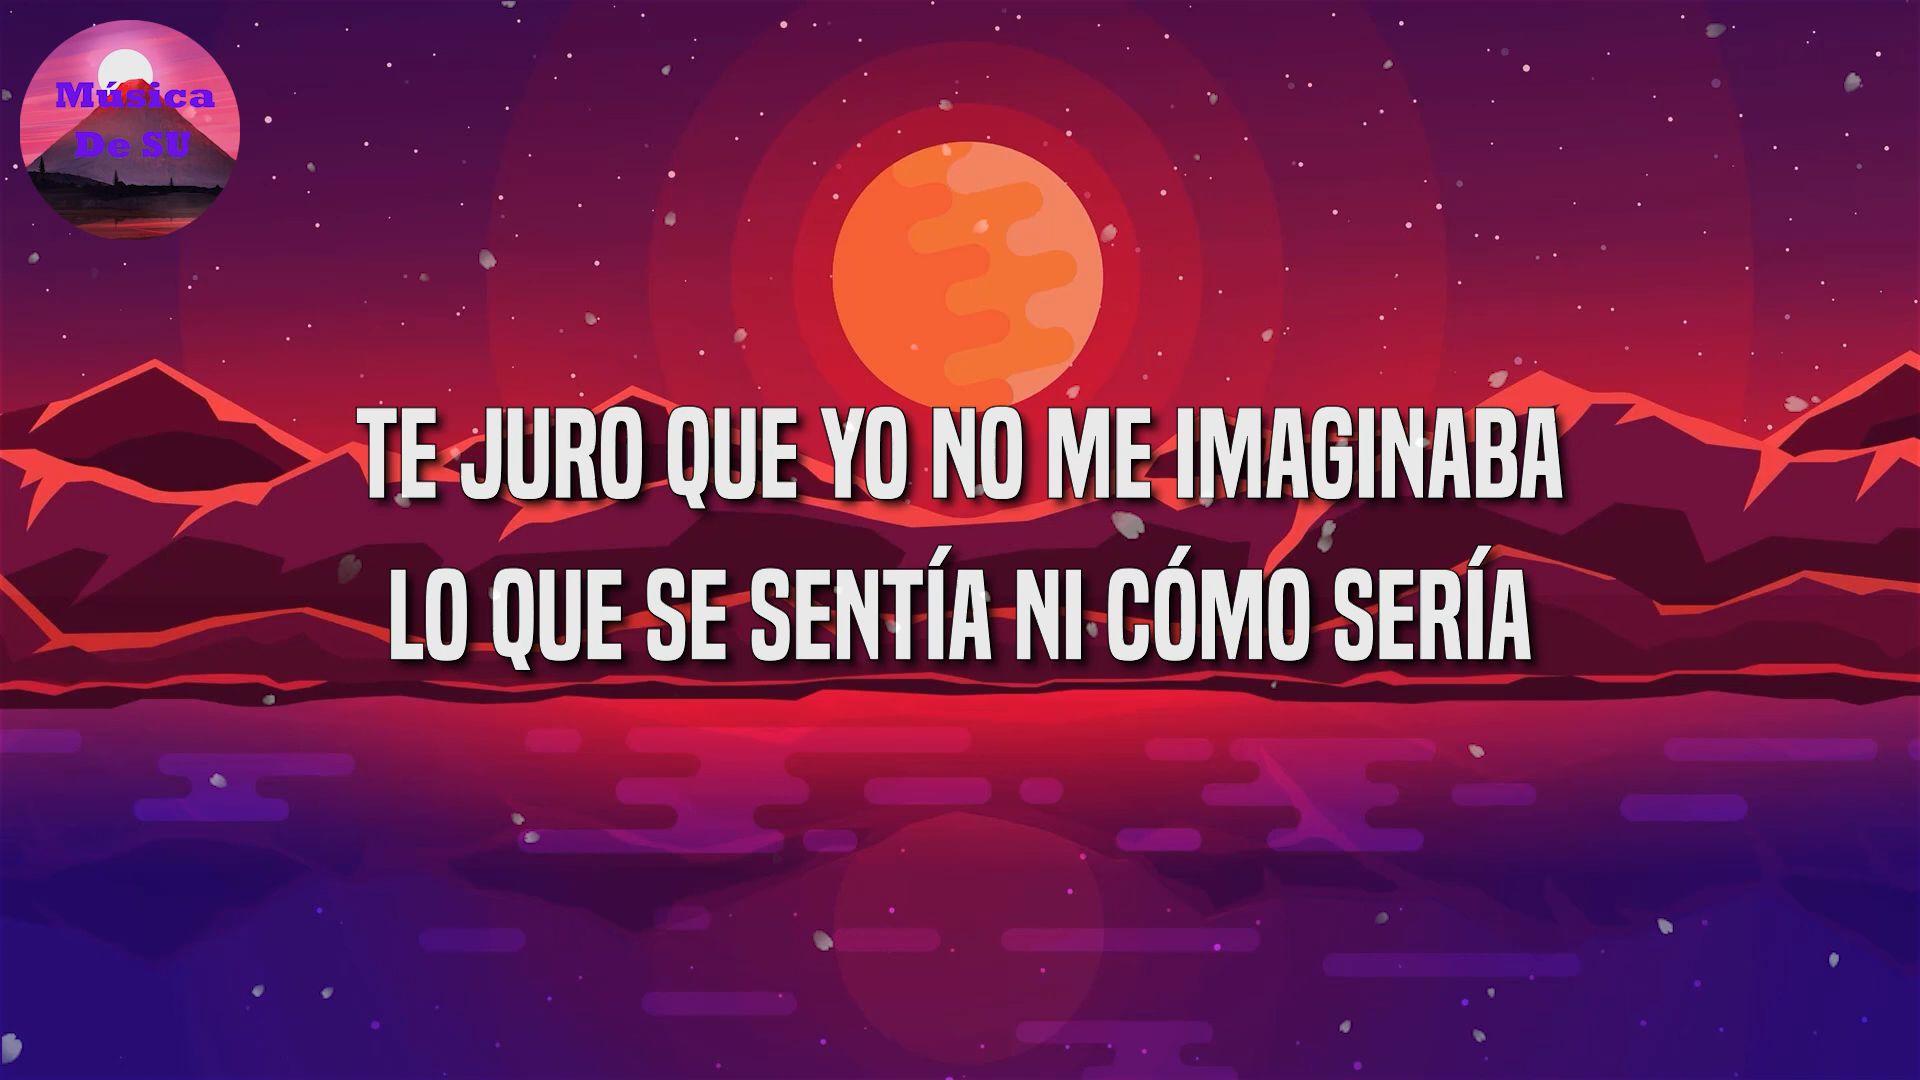 Música
De SU
TE JURO QUE YO NO ME IMAGINABA
LO QUE SE SENTÍA NI CÓMO SERÍA